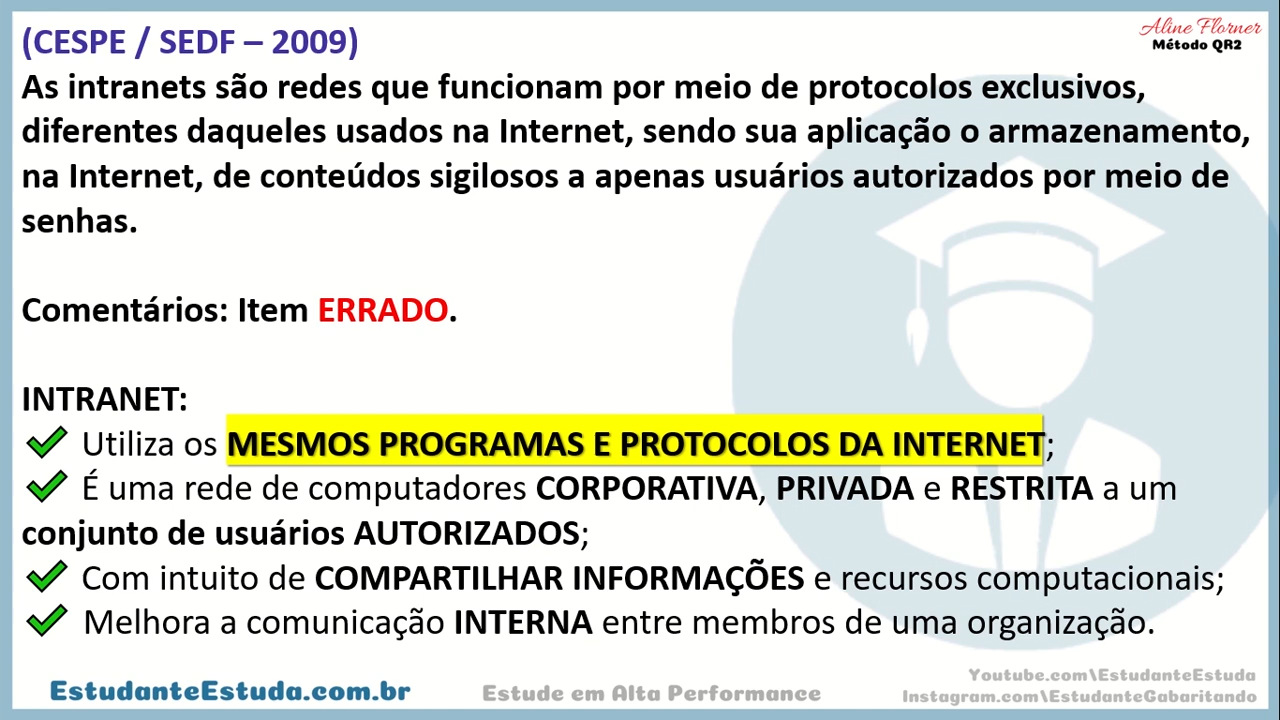 (CESPE / SEDF – 2009)
Aline Florner
Método QR2
As intranets são redes que funcionam por meio de protocolos exclusivos,
diferentes daqueles usados na Internet, sendo sua aplicação o armazenamento,
na Internet, de conteúdos sigilosos a apenas usuários autorizados por meio de
senhas.
Comentários: Item ERRADO.
INTRANET:
Utiliza os MESMOS PROGRAMAS E PROTOCOLOS DA INTERNET;
É uma rede de computadores CORPORATIVA, PRIVADA e RESTRITA a um
conjunto de usuários AUTORIZADOS;
Com intuito de COMPARTILHAR INFORMAÇÕES e recursos computacionais;
Melhora a comunicação INTERNA entre membros de uma organização.
EstudanteEstuda.com.br
Estude em Alta Performance
Youtube.com\EstudanteEstuda
Instagram.com\EstudanteGabaritando